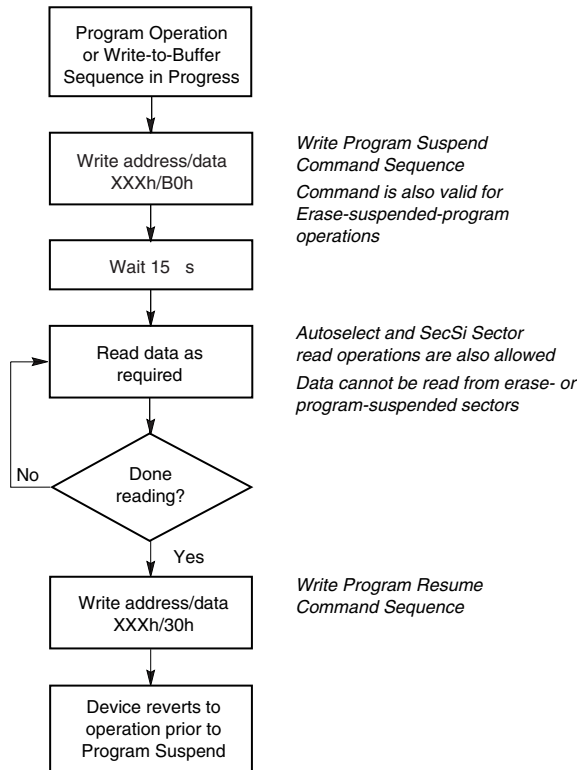 Program Operation
or Write-to-Buffer
Sequence in Progress
Write address/data
XXXh/B0h
Write Program Suspend
Command Sequence
Command is also valid for
Erase-suspended-program
operations
Wait 15 s
Read data as
required
Autoselect and SecSi Sector
read operations are also allowed
Data cannot be read from erase- or
program-suspended sectors
No
Done
reading?
Yes
Write address/data
XXXh/30h
Write Program Resume
Command Sequence
Device reverts to
operation prior to
Program Suspend